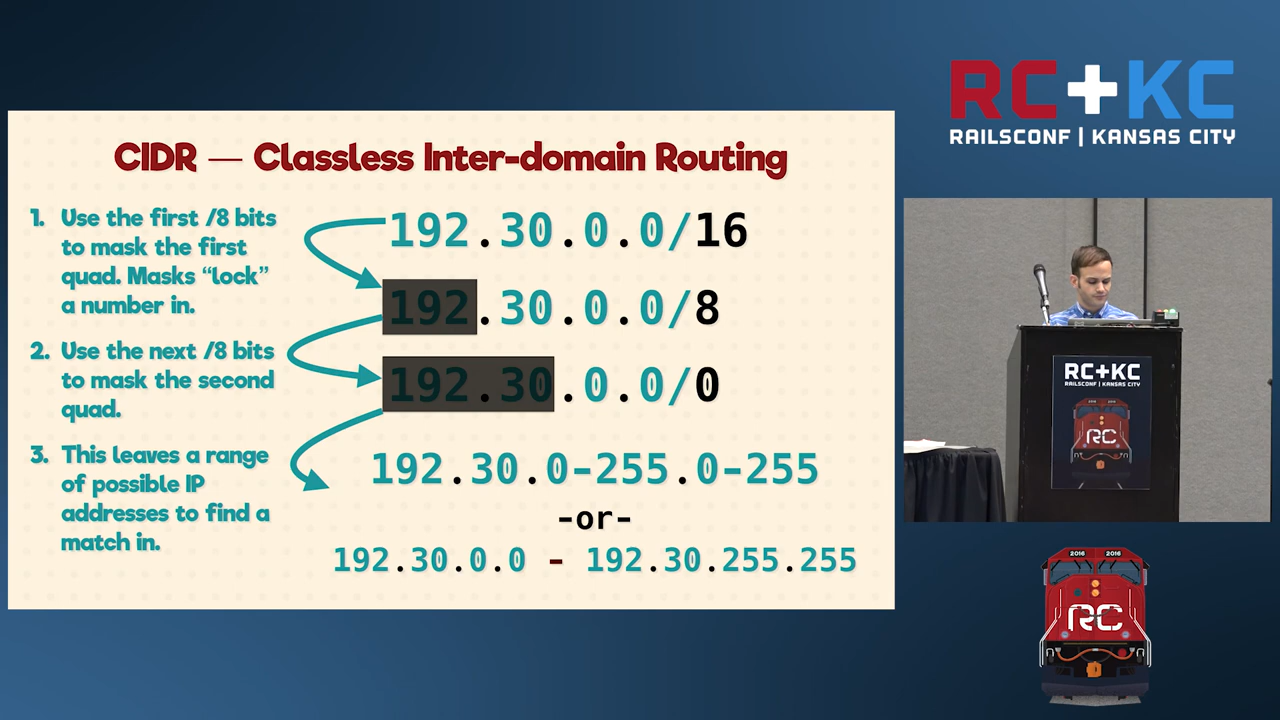 RC+KC
RAILSCONF | KANSAS CITY
CIDR — Classless Inter-domain Routing
1. Use the first /8 bits
to mask the first
quad. Masks “lock”
a number in.
2. Use the next /8 bits
to mask the second
quad.
3. This leaves a range
of possible IP
addresses to find a
match in.
192.30.0.0/16
192.30.0.0/8
192.30.0.0/0
192.30.0-255.0-255
-or-
192.30.0.0 - 192.30.255.255
RC+KC
RAILSCONF | KANSAS CITY
RC
2016 2016
RC